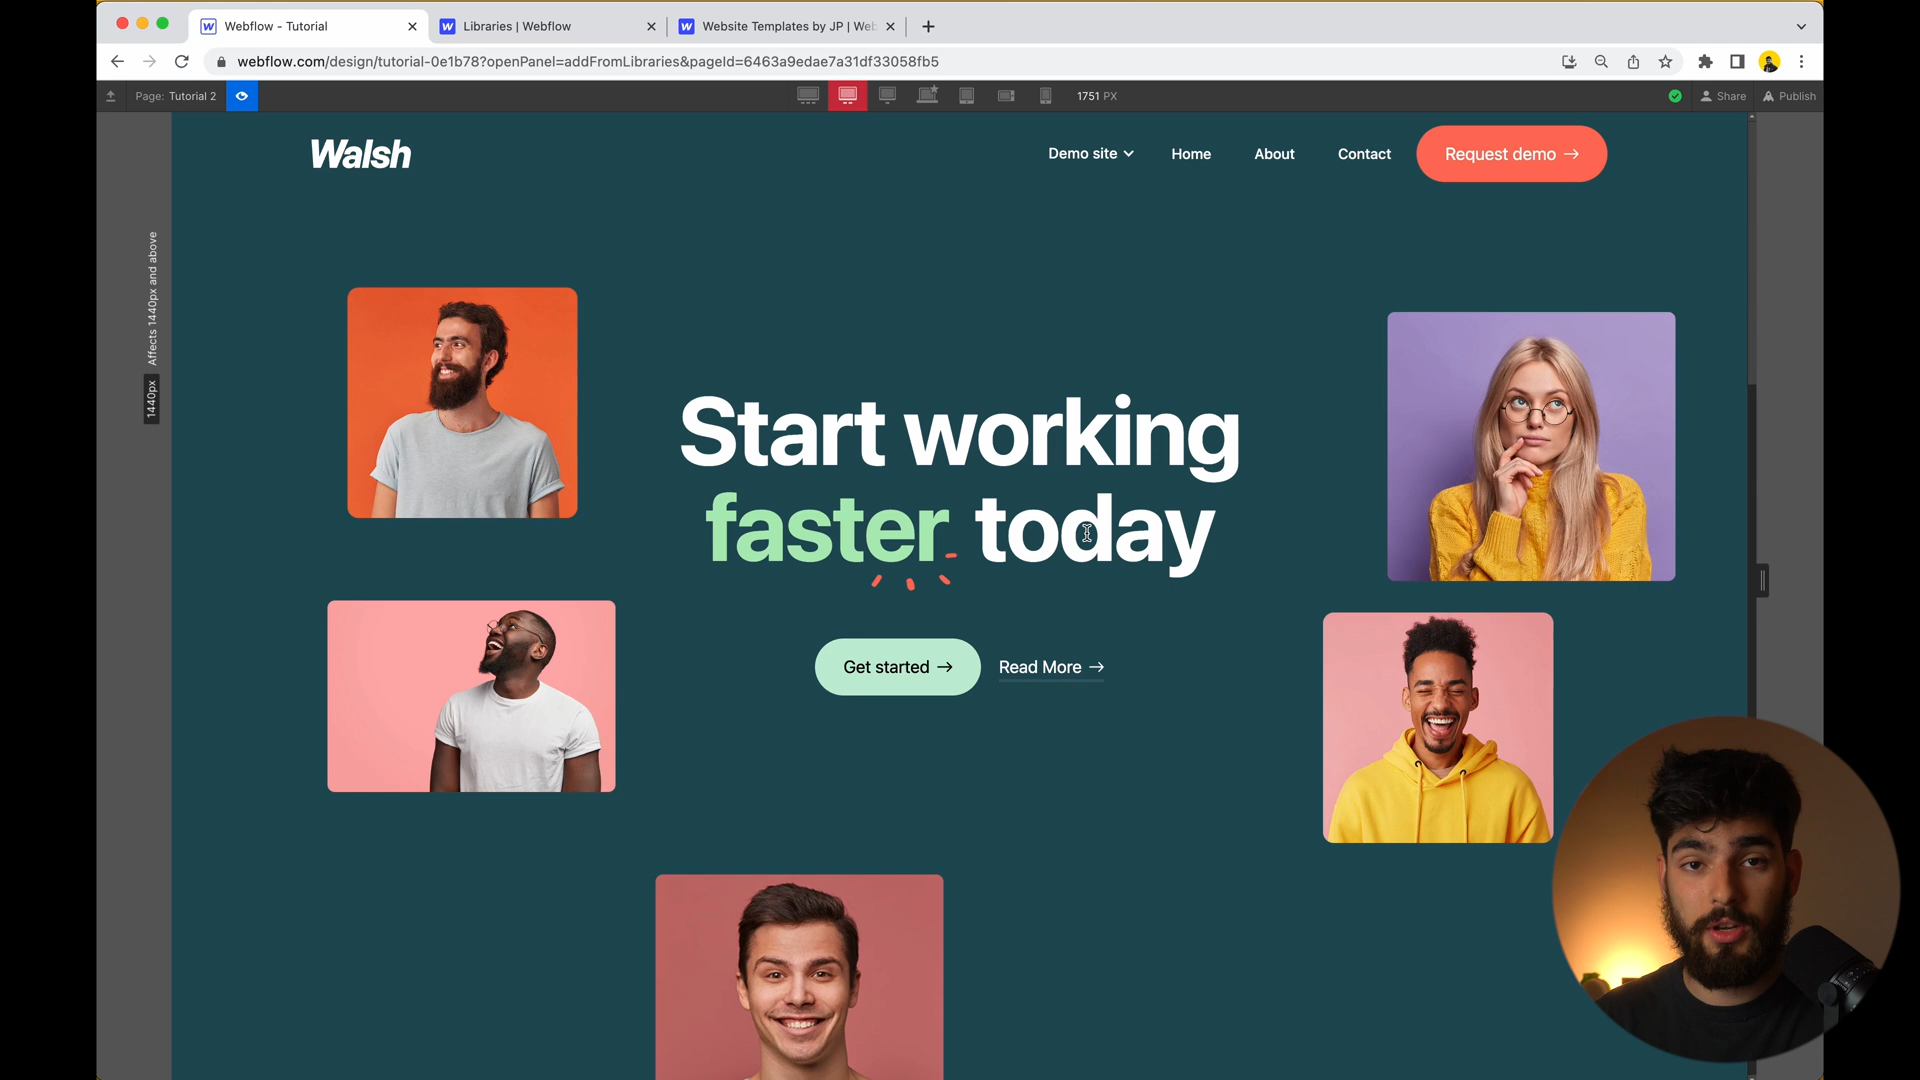 Webflow - Tutorial
Libraries | Webflow
Website Templates by JP | Web
webflow.com/design/tutorial-0e1b78?openPanel=addFromLibraries&pageId=6463a9edae7a31df33058fb5
Page: Tutorial 2
1751 PX
Share
Publish
Walsh
Demo site
Home
About
Contact
Request demo →
Affects 1440px and above
1440px
Start working
faster today
Get started →
Read More →